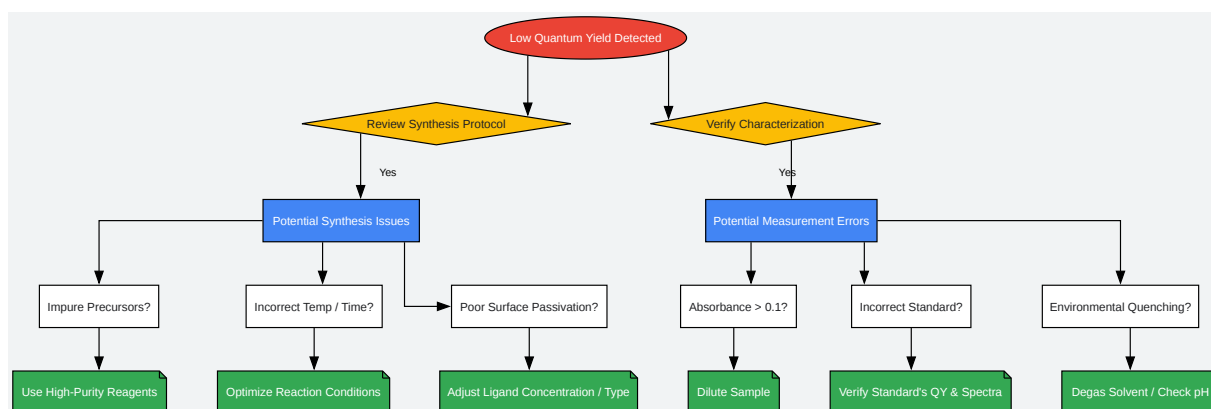 Low Quantum Yield Detected
Review Synthesis Protocol
Verify Characterization
Yes
Yes
Potential Synthesis Issues
Potential Measurement Errors
Impure Precursors?
Incorrect Temp / Time?
Poor Surface Passivation?
Absorbance > 0.1?
Incorrect Standard?
Environmental Quenching?
Use High-Purity Reagents
Optimize Reaction Conditions
Adjust Ligand Concentration / Type
Dilute Sample
Verify Standard's QY & Spectra
Degas Solvent / Check pH